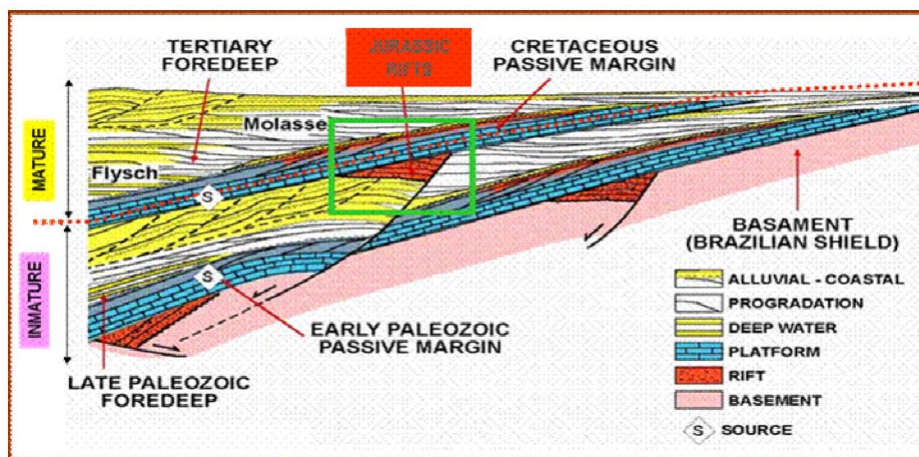 TERTIARY
FOREDEEP
JURASSIC
RIFTS
CRETACEOUS
PASSIVE MARGIN
Molasse
MATURE
Flysch
S
INMATURE
S
BASAMENT
(BRAZILIAN SHIELD)
EARLY PALEOZOIC
PASSIVE MARGIN
LATE PALEOZOIC
FOREDEEP
ALLUVIAL - COASTAL
PROGRADATION
DEEP WATER
PLATFORM
RIFT
BASEMENT
S SOURCE